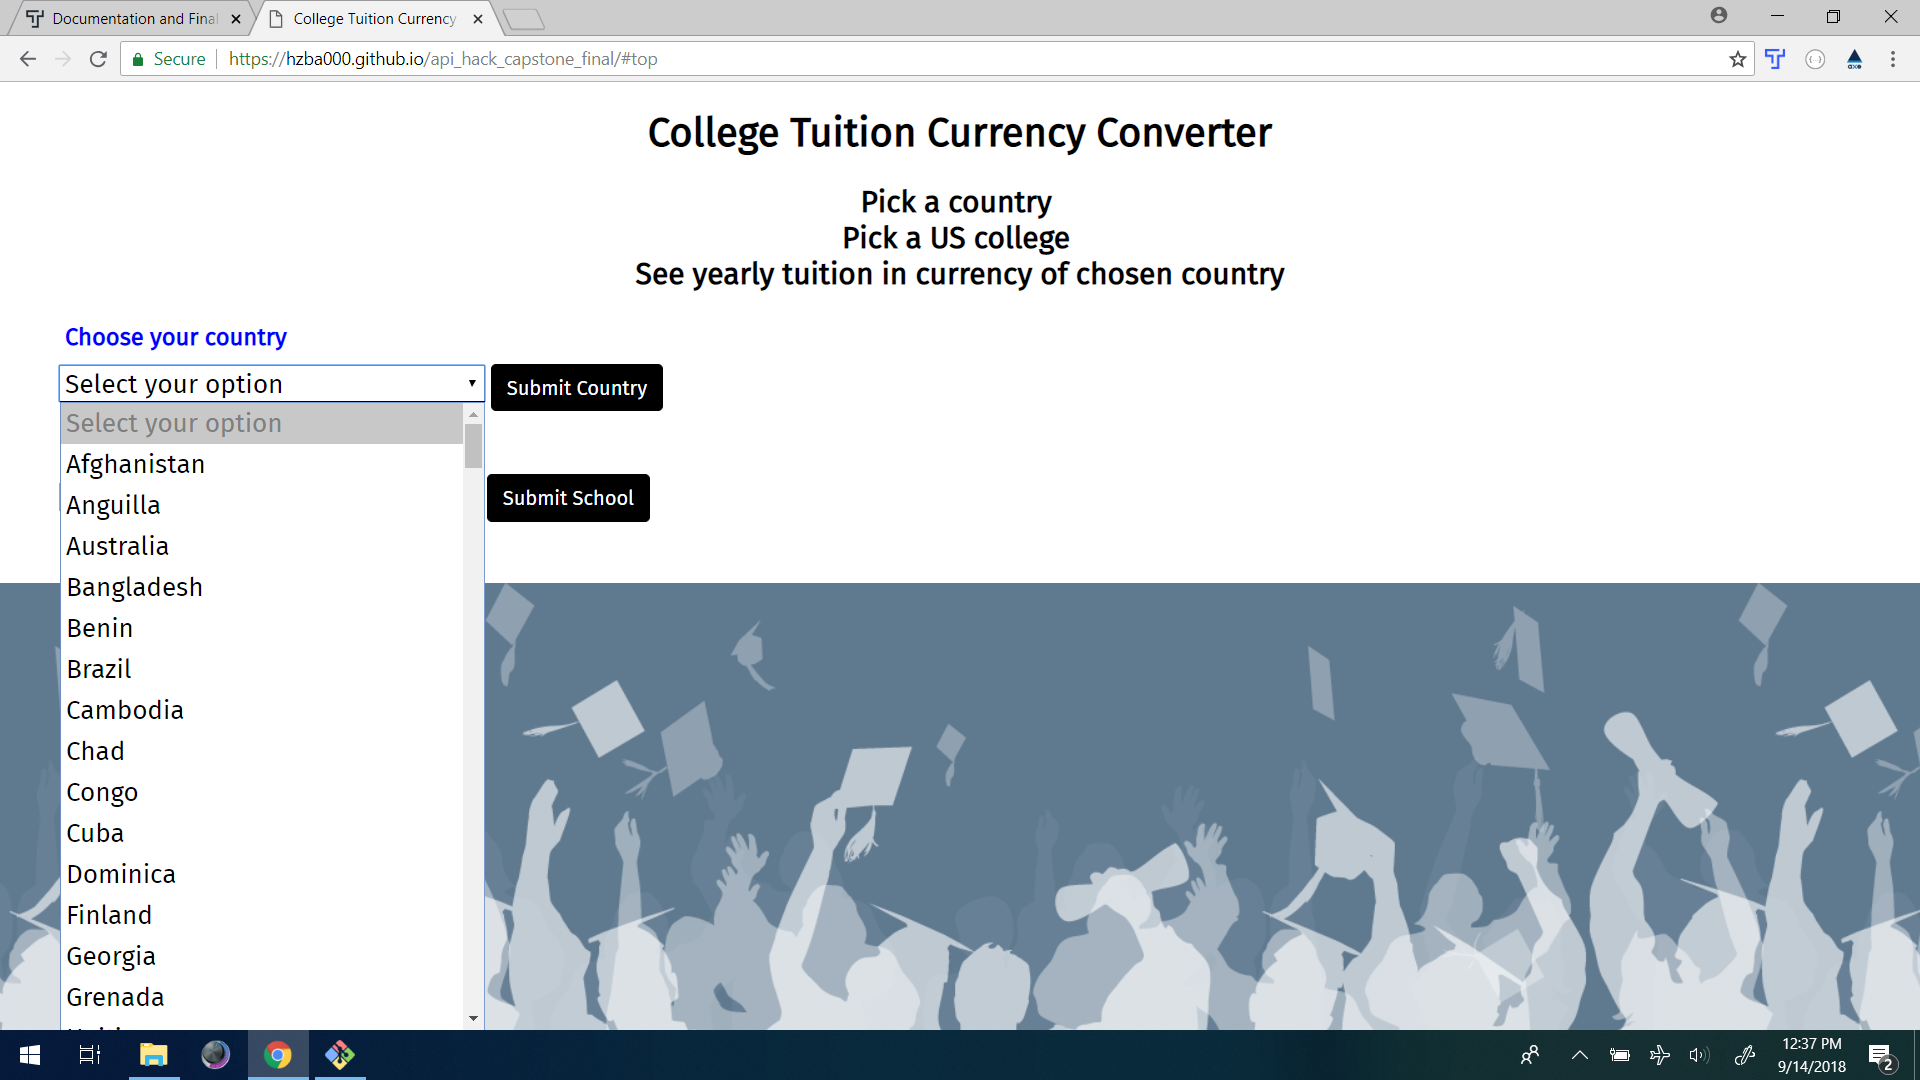 Documentation and Final
College Tuition Currency
Secure
https://hzba000.github.io/api_hack_capstone_final/#top
College Tuition Currency Converter
Pick a country
Pick a US college
See yearly tuition in currency of chosen country
Choose your country
Select your option
Submit Country
Select your option
Afghanistan
Anguilla
Submit School
Australia
Bangladesh
Benin
Brazil
Cambodia
Chad
Congo
Cuba
Dominica
Finland
Georgia
Grenada
12:37 PM
9/14/2018
2